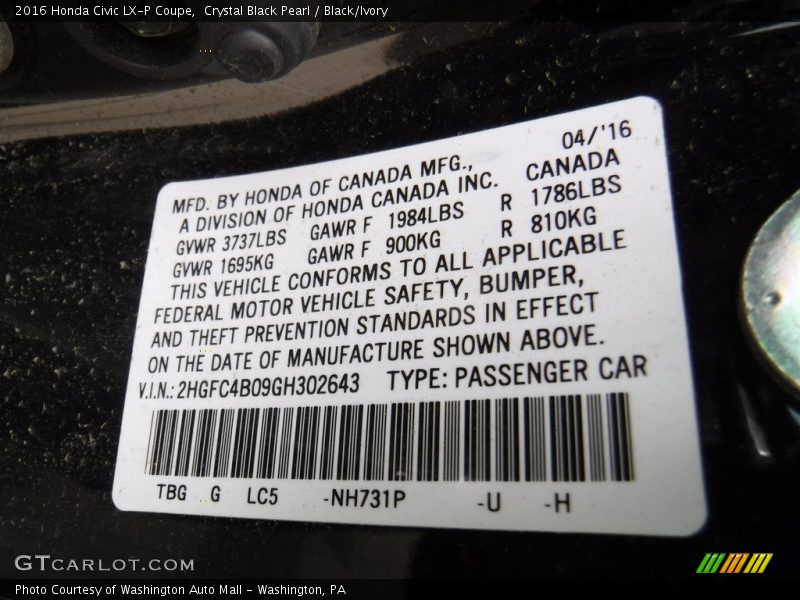 2016 Honda Civic LX-P Coupe, Crystal Black Pearl / Black/Ivory
04/'16
MFD. BY HONDA OF CANADA MFG.,
A DIVISION OF HONDA CANADA INC. CANADA
GVWR 3737LBS GAWR F 1984LBS R 1786LBS
GVWR 1695KG GAWR F 900KG R 810KG
THIS VEHICLE CONFORMS TO ALL APPLICABLE
FEDERAL MOTOR VEHICLE SAFETY, BUMPER,
AND THEFT PREVENTION STANDARDS IN EFFECT
ON THE DATE OF MANUFACTURE SHOWN ABOVE.
V.I.N.: 2HGFC4B09GH302643 TYPE: PASSENGER CAR
TBG G LC5 -NH731P -U -H
GTCARLOT.COM
Photo Courtesy of Washington Auto Mall - Washington, PA